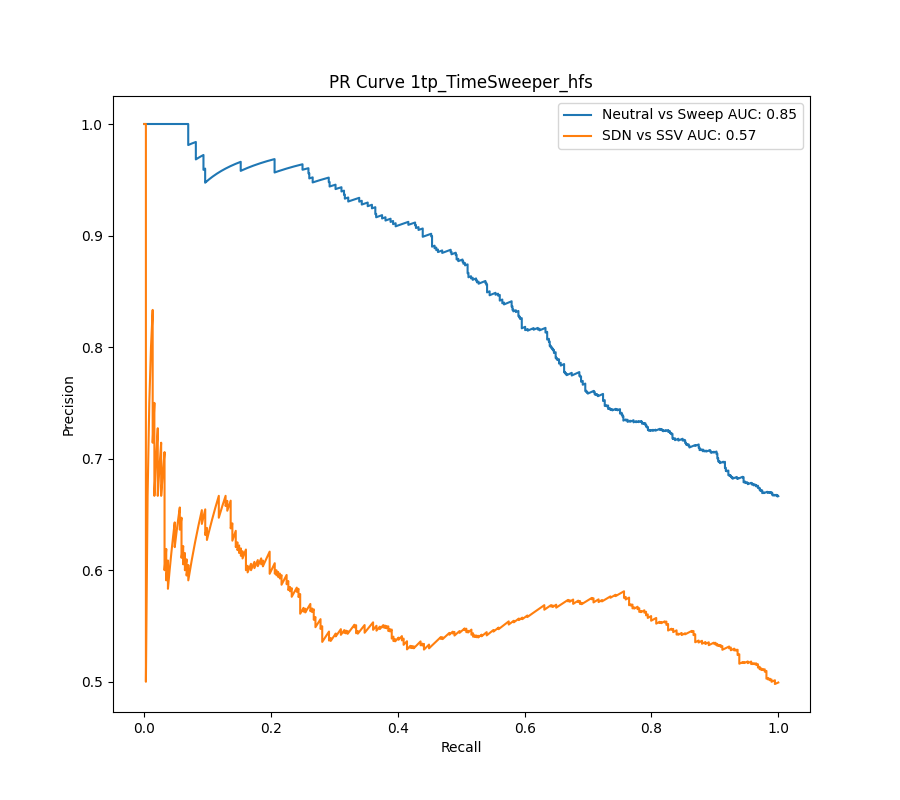 PR Curve 1tp_TimeSweeper_hfs
Neutral vs Sweep AUC: 0.85
SDN vs SSV AUC: 0.57
Precision
1.0
0.9
0.8
0.7
0.6
0.5
0.0 0.2 0.4 0.6 0.8 1.0
Recall